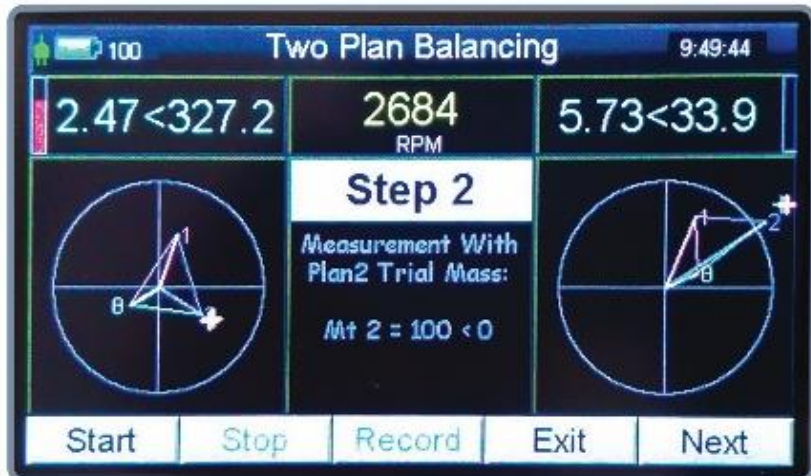 100 Two Plan Balancing 9:49:44
2.47<327.2 2684 5.73<33.9
RPM
Step 2
Measurement With
Plan2 Trial Mass:
Mt 2 = 100 < 0
1
θ
1
2
θ
Start Stop Record Exit Next